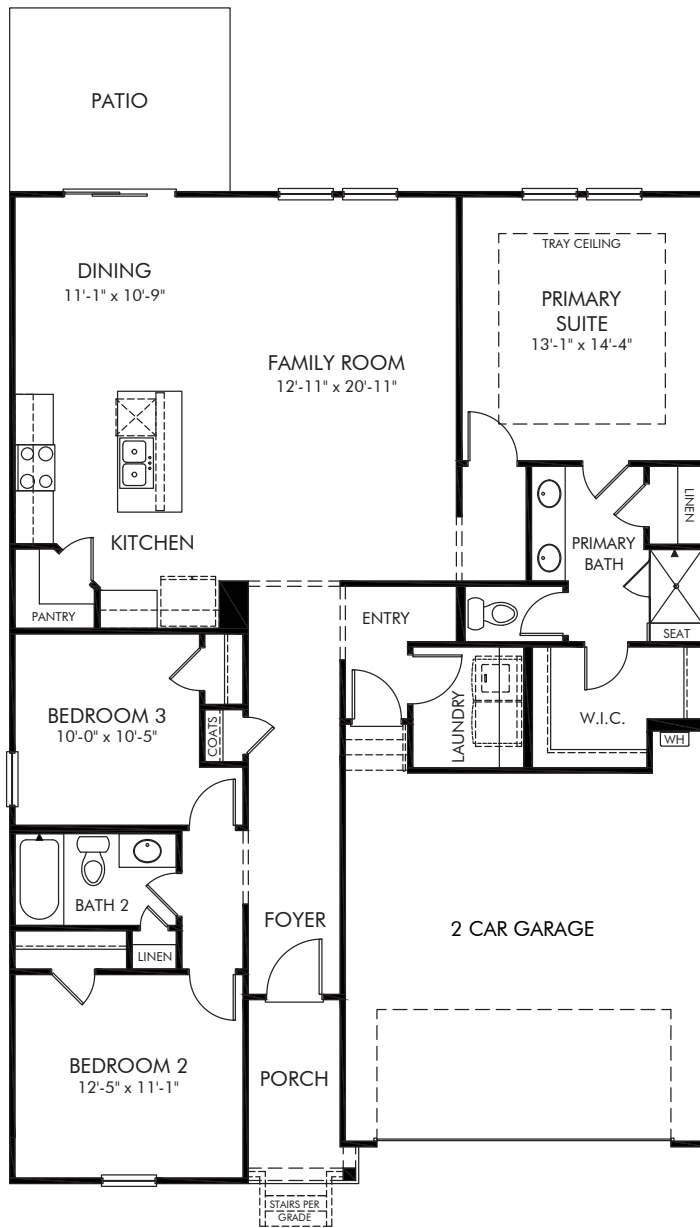 PATIO
DINING
11'-1" x 10'-9"
TRAY CEILING
PRIMARY
SUITE
13'-1" x 14'-4"
FAMILY ROOM
12'-11" x 20'-11"
KITCHEN
LINEN
PRIMARY
BATH
PANTRY
ENTRY
SEAT
BEDROOM 3
10'-0" x 10'-5"
COATS
LAUNDRY
W.I.C.
WH
BATH 2
LINEN
FOYER
2 CAR GARAGE
BEDROOM 2
12'-5" x 11'-1"
PORCH
STAIRS PER
GRADE